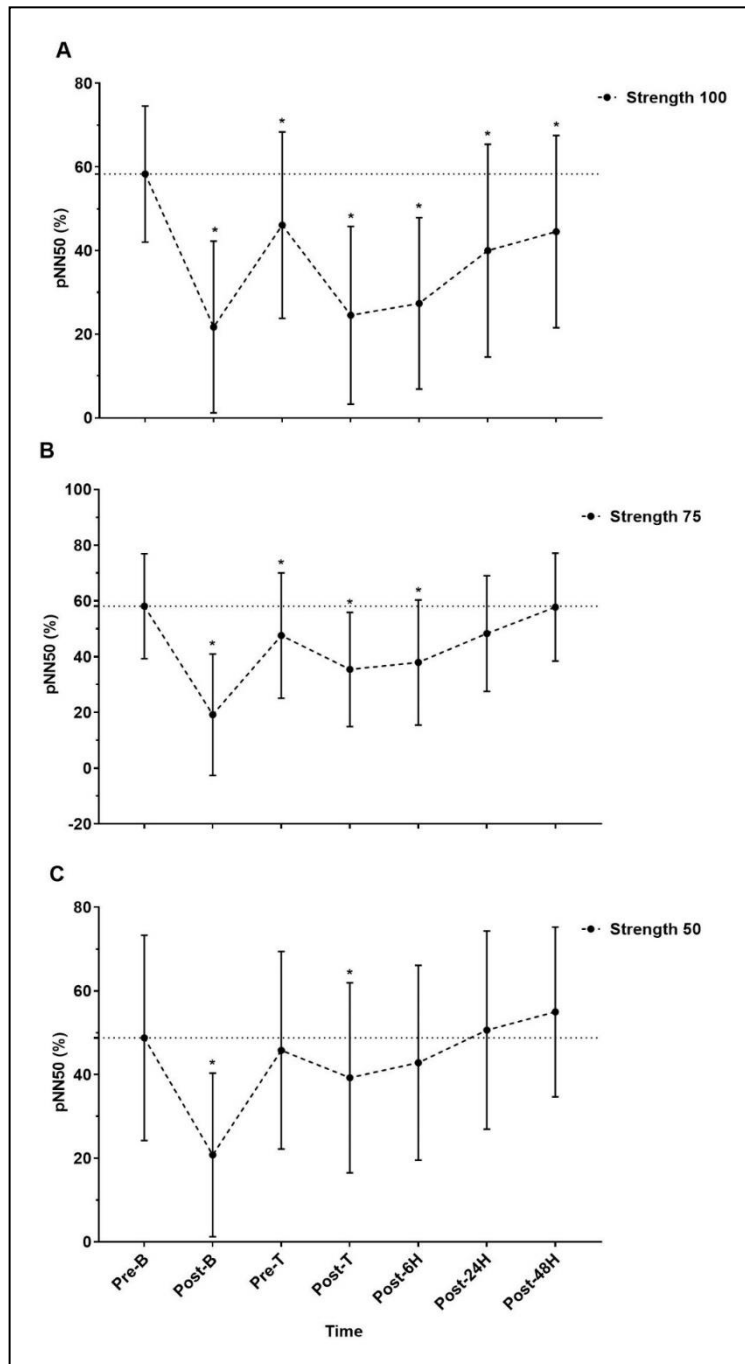 A
80
60
40
20
0
pNN50 (%)
* * * * * *
Strength 100
B
100
80
60
40
20
0
-20
pNN50 (%)
* * * *
Strength 75
C
80
60
40
20
0
pNN50 (%)
* *
Strength 50
Pre-B Post-B Pre-T Post-T Post-6H Post-24H Post-48H
Time